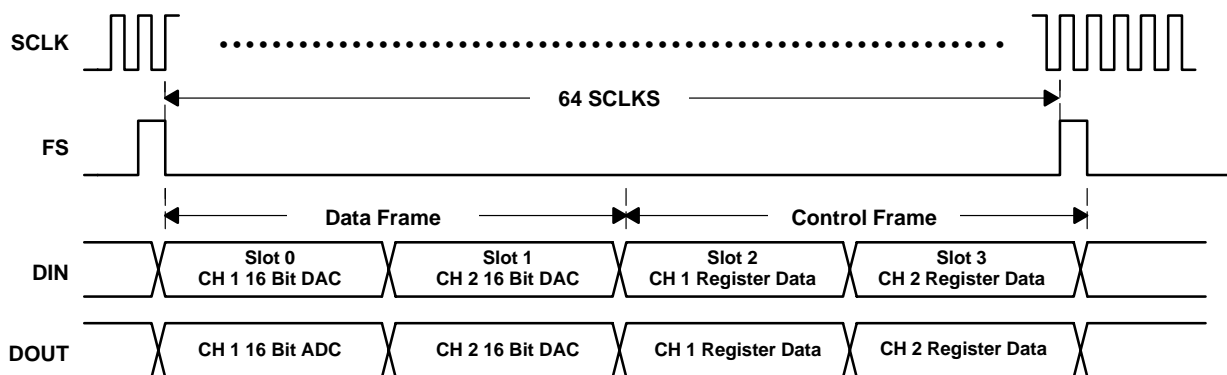 SCLK
64 SCLKS
FS
Data Frame
Control Frame
DIN
Slot 0
CH 1 16 Bit DAC
Slot 1
CH 2 16 Bit DAC
Slot 2
CH 1 Register Data
Slot 3
CH 2 Register Data
DOUT
CH 1 16 Bit ADC
CH 2 16 Bit DAC
CH 1 Register Data
CH 2 Register Data